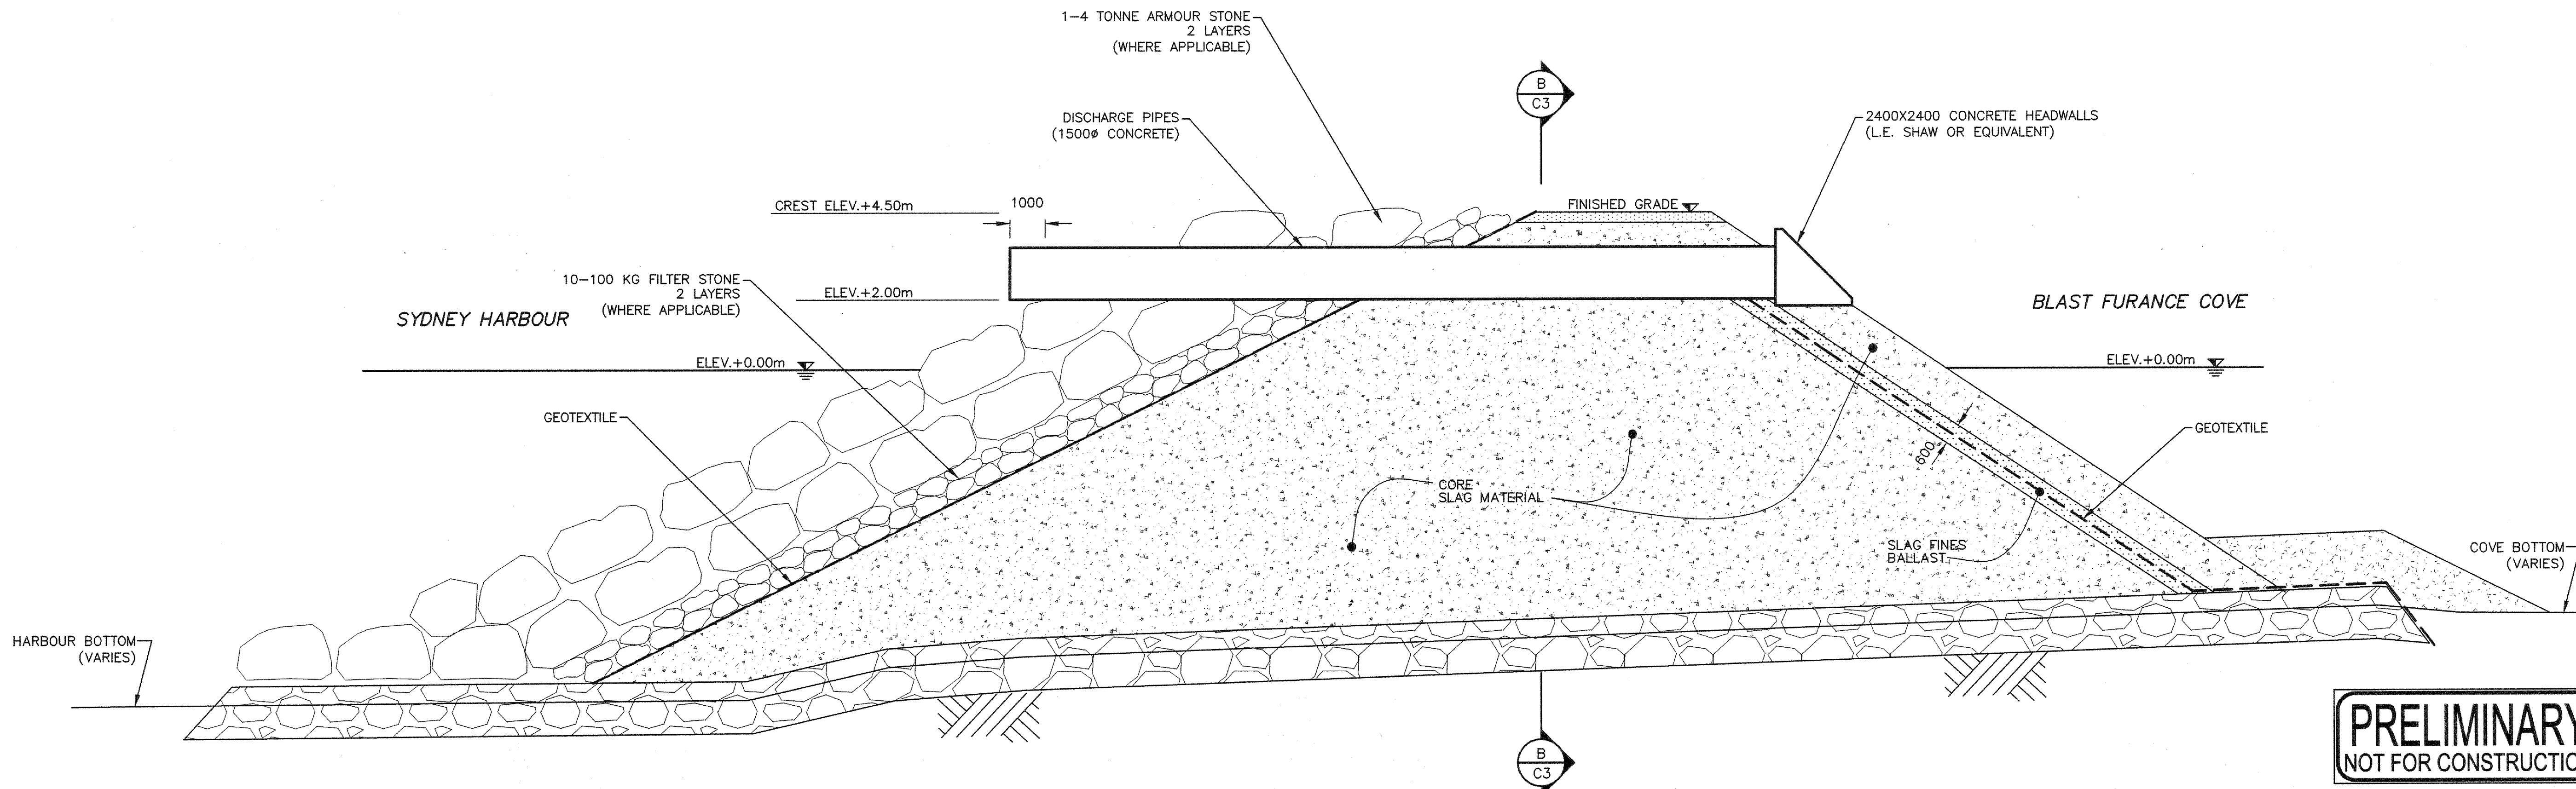 1-4 TONNE ARMOUR STONE
2 LAYERS
(WHERE APPLICABLE)
B
C3
DISCHARGE PIPES
(1500ø CONCRETE)
2400X2400 CONCRETE HEADWALLS
(L.E. SHAW OR EQUIVALENT)
CREST ELEV.+4.50m
1000
FINISHED GRADE
10-100 KG FILTER STONE
2 LAYERS
(WHERE APPLICABLE)
ELEV.+2.00m
SYDNEY HARBOUR
BLAST FURANCE COVE
ELEV.+0.00m
ELEV.+0.00m
GEOTEXTILE
GEOTEXTILE
600
CORE
SLAG MATERIAL
SLAG FINES
BALLAST
COVE BOTTOM
(VARIES)
HARBOUR BOTTOM
(VARIES)
B
C3
PRELIMINARY
NOT FOR CONSTRUCTIO